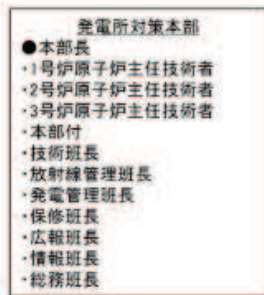 発電所対策本部
●本部長
・1号炉原子炉主任技術者
・2号炉原子炉主任技術者
・3号炉原子炉主任技術者
・本部付
・技術班長
・放射線管理班長
・発電管理班長
・保修班長
・広報班長
・情報班長
・総務班長